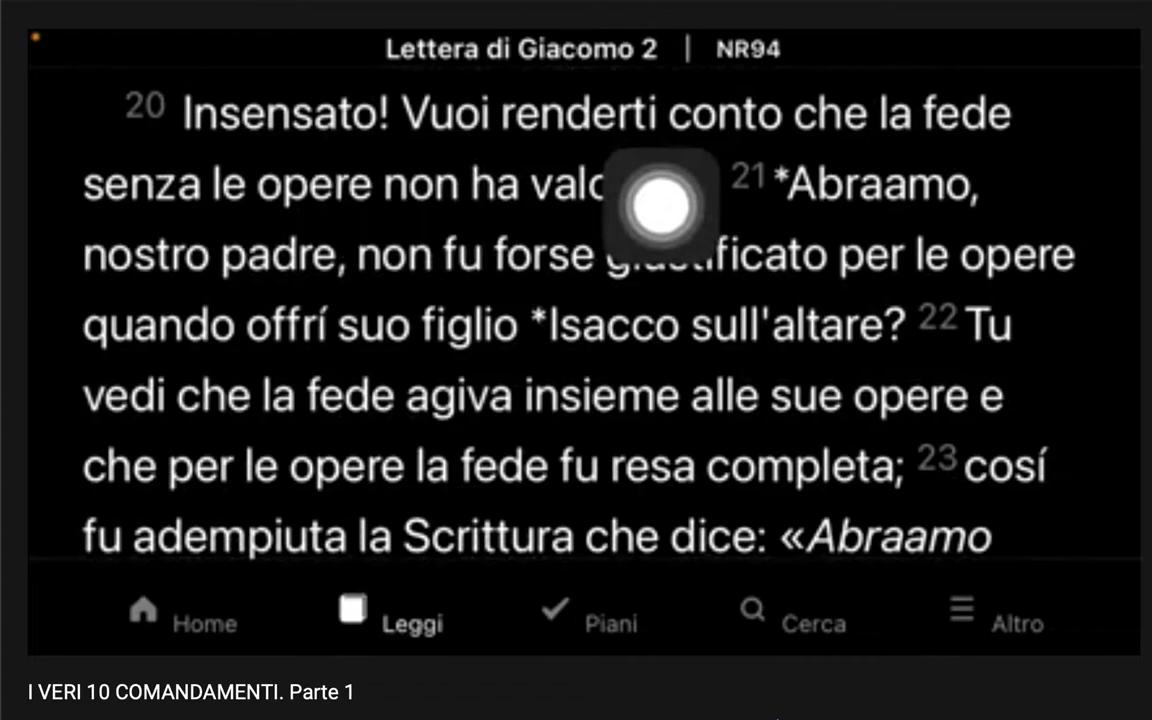 Lettera di Giacomo 2 | NR94
20 Insensato! Vuoi renderti conto che la fede
senza le opere non ha 21 *Abraamo,
nostro padre, non fu forse per le opere
quando offrí suo figlio *Isacco sull'altare? 22 Tu
vedi che la fede agiva insieme alle sue opere e
che per le opere la fede fu resa completa; 23 cosí
fu adempiuta la Scrittura che dice: «Abraamo
Home Leggi Piani Cerca Altro
I VERI 10 COMANDAMENTI. Parte 1